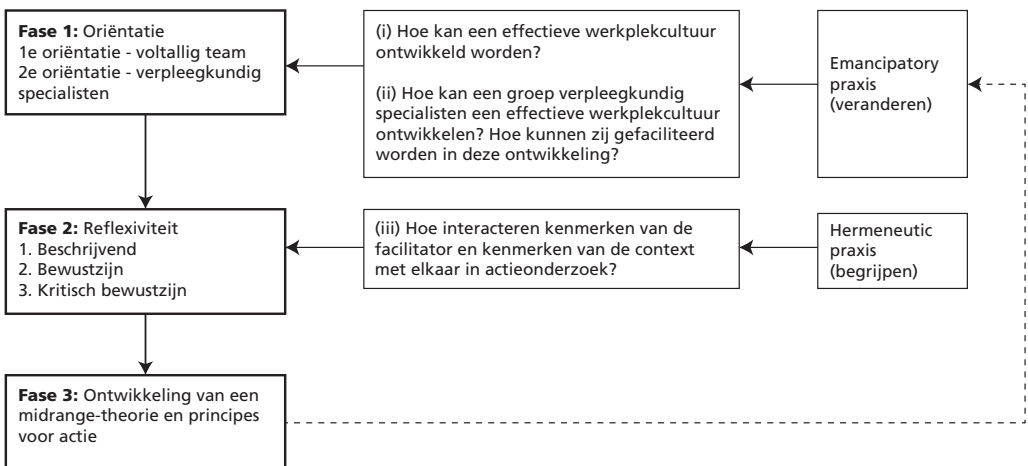 Fase 1: Oriëntatie
1e oriëntatie - voltallig team
2e oriëntatie - verpleegkundig
specialisten
(i) Hoe kan een effectieve werkplekcultuur
ontwikkeld worden?
(ii) Hoe kan een groep verpleegkundig
specialisten een effectieve werkplekcultuur
ontwikkelen? Hoe kunnen zij gefaciliteerd
worden in deze ontwikkeling?
Emancipatory
praxis
(veranderen)
Fase 2: Reflexiviteit
1. Beschrijvend
2. Bewustzijn
3. Kritisch bewustzijn
(iii) Hoe interacteren kenmerken van de
facilitator en kenmerken van de context
met elkaar in actieonderzoek?
Hermeneutic
praxis
(begrijpen)
Fase 3: Ontwikkeling van een
midrange-theorie en principes
voor actie